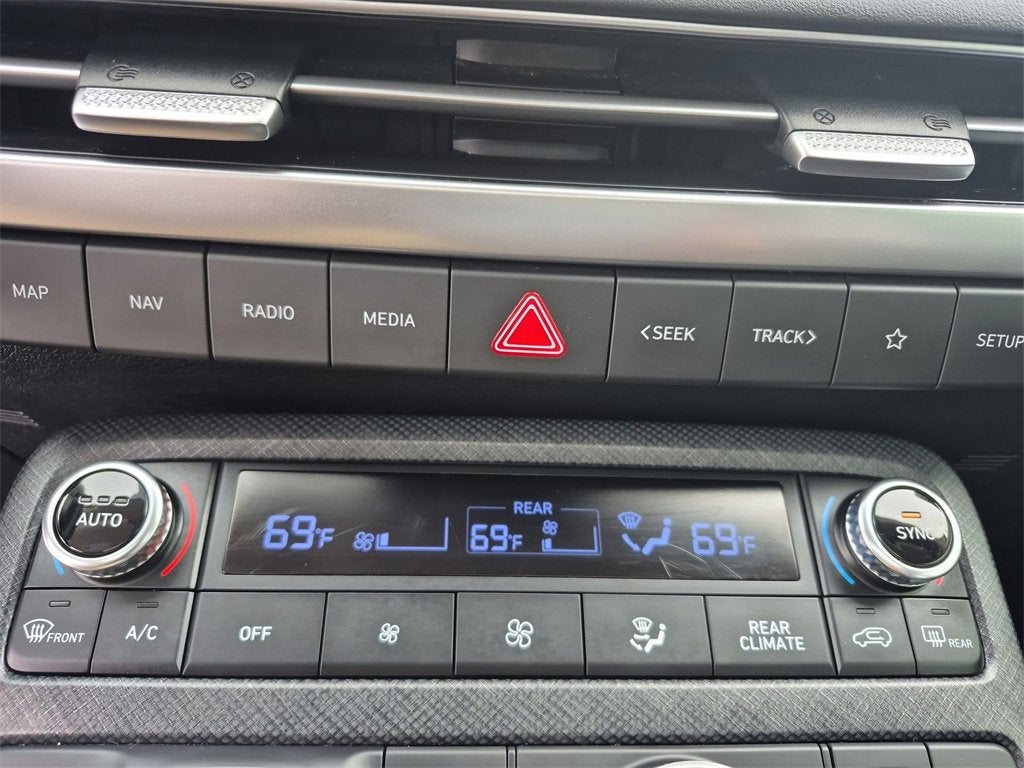 MAP
NAV
RADIO
MEDIA
<SEEK
TRACK>
SETUP
AUTO
69°F
REAR
69°F
69°F
SYNC
FRONT
A/C
OFF
REAR
CLIMATE
REAR